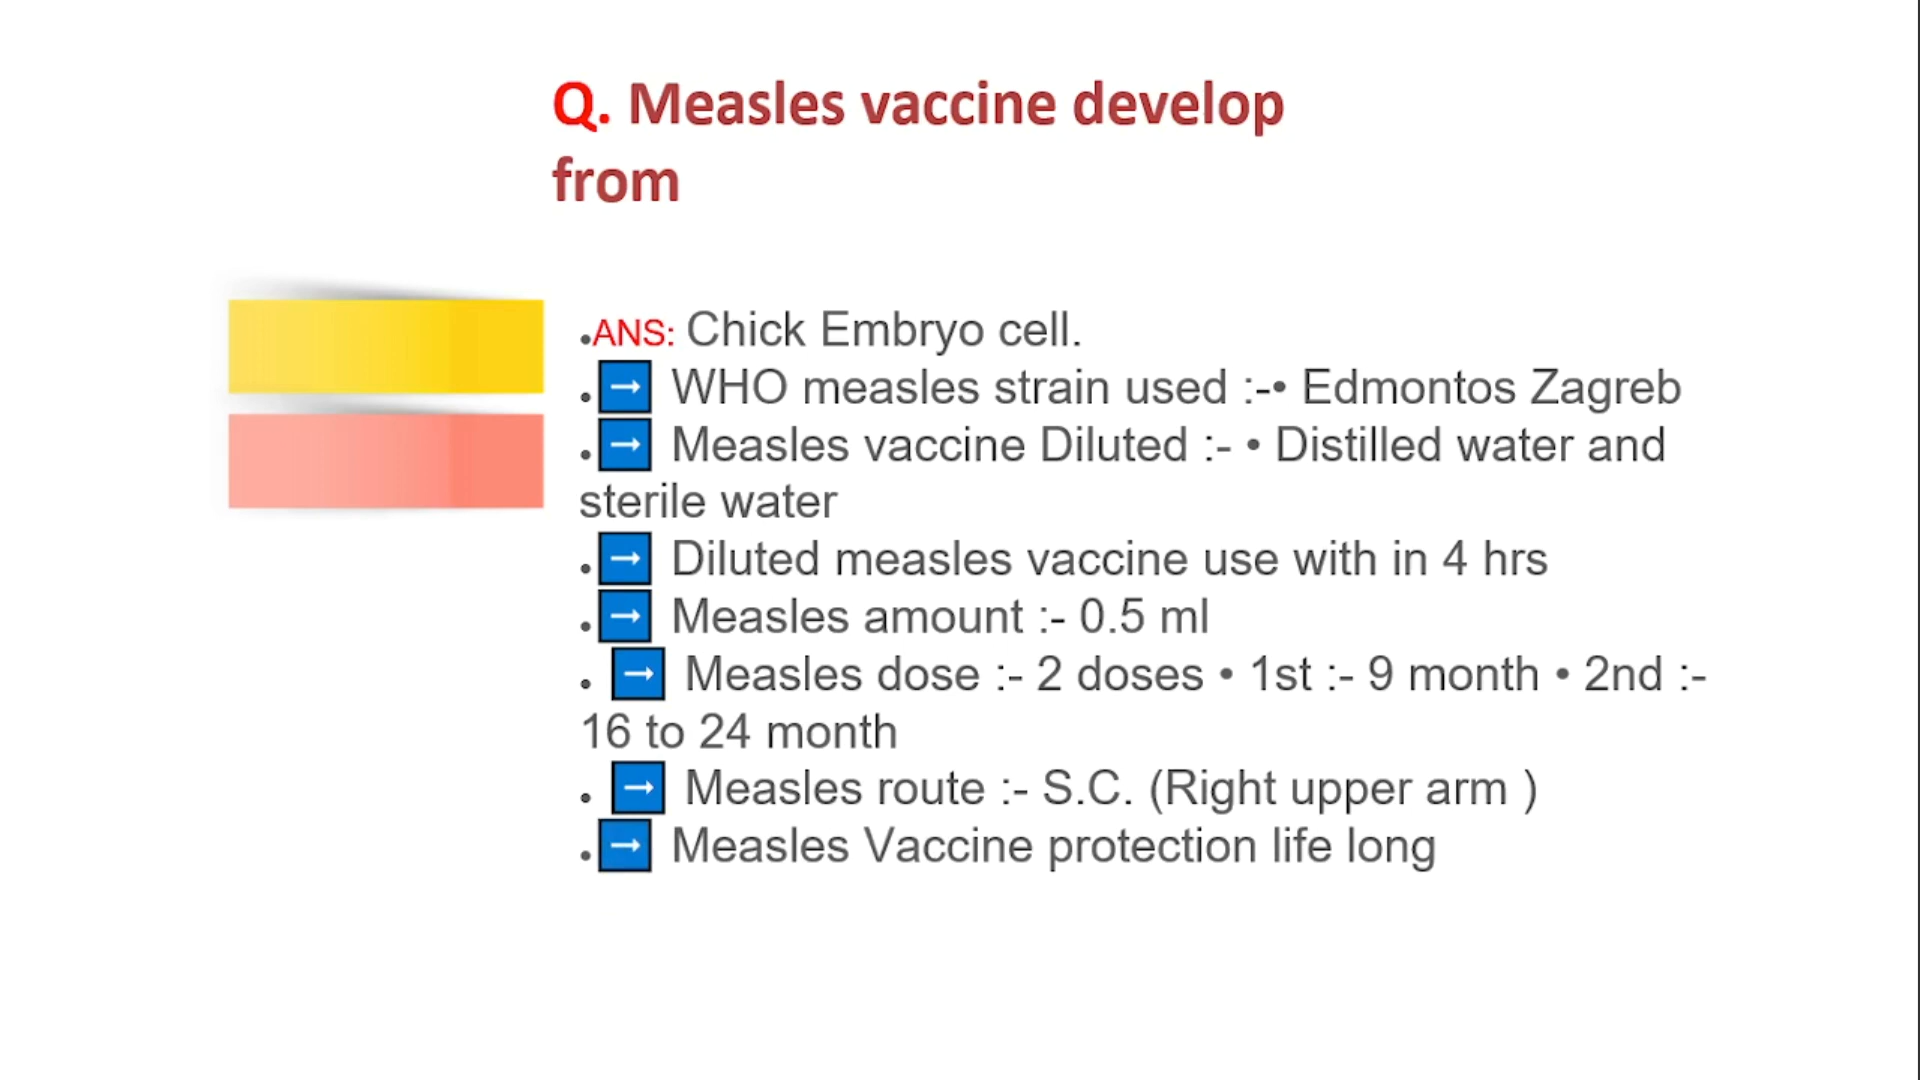 Q. Measles vaccine develop
from
•ANS: Chick Embryo cell.
•➡ WHO measles strain used :-• Edmontos Zagreb
•➡ Measles vaccine Diluted :- • Distilled water and
sterile water
•➡ Diluted measles vaccine use with in 4 hrs
•➡ Measles amount :- 0.5 ml
• ➡ Measles dose :- 2 doses • 1st :- 9 month • 2nd :-
16 to 24 month
• ➡ Measles route :- S.C. (Right upper arm )
•➡ Measles Vaccine protection life long